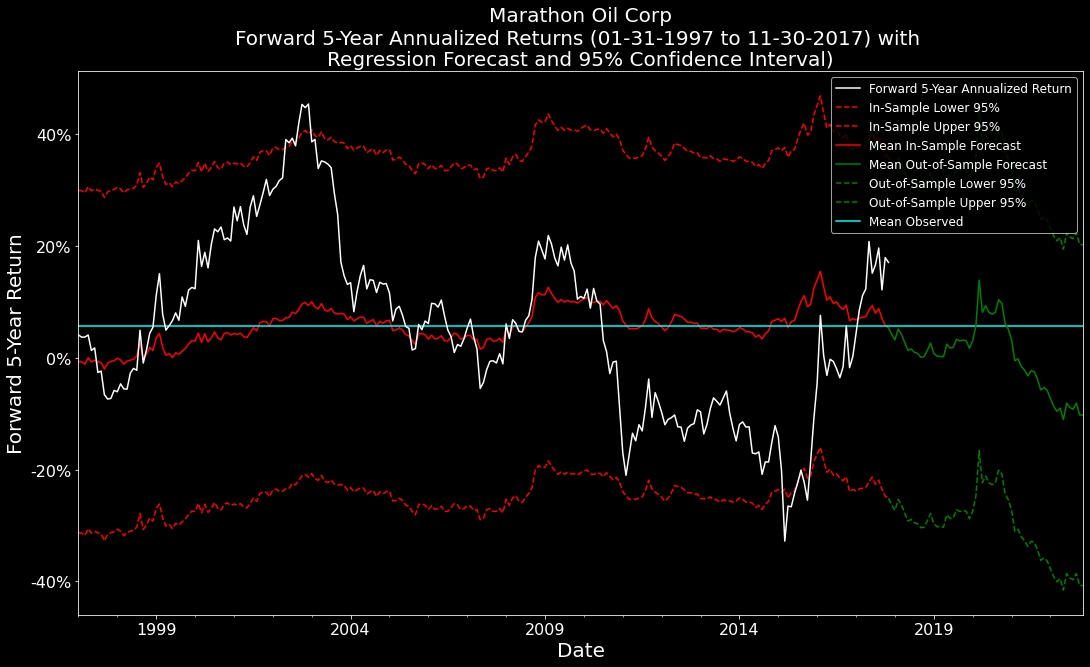 Marathon Oil Corp
Forward 5-Year Annualized Returns (01-31-1997 to 11-30-2017) with
Regression Forecast and 95% Confidence Interval)
Forward 5-Year Annualized Return
In-Sample Lower 95%
In-Sample Upper 95%
Mean In-Sample Forecast
Mean Out-of-Sample Forecast
Out-of-Sample Lower 95%
Out-of-Sample Upper 95%
Mean Observed
Forward 5-Year Return
40%
20%
0%
-20%
-40%
1999
2004
2009
2014
2019
Date